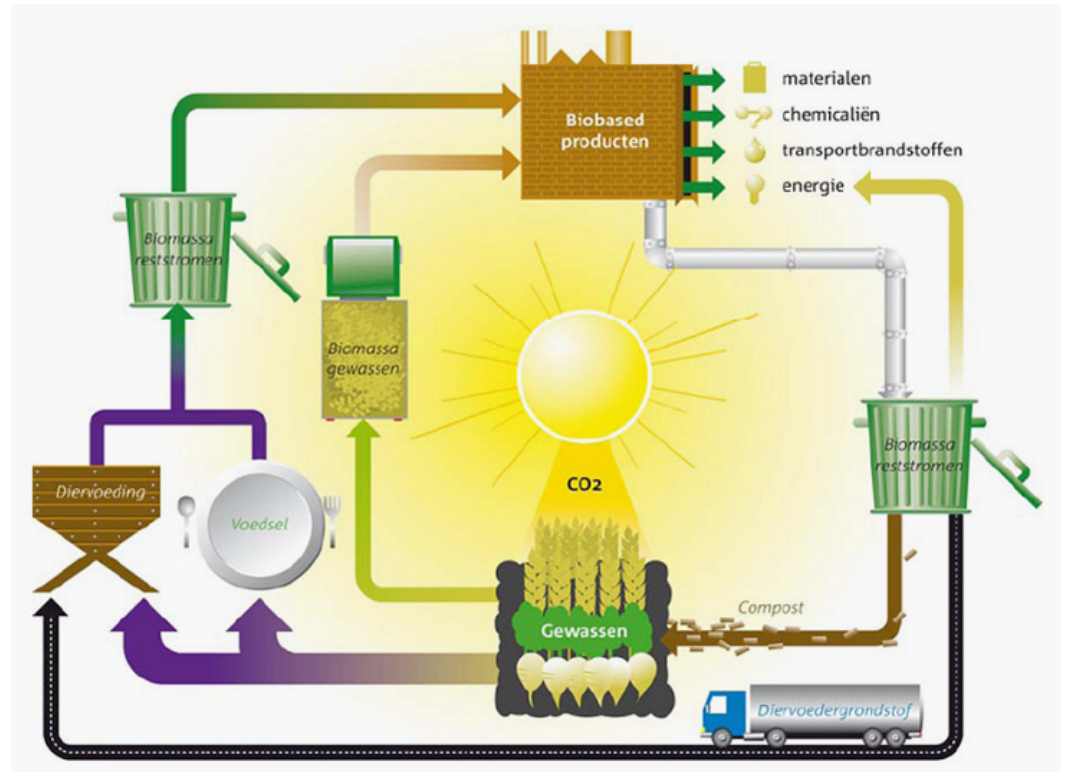 Biobased
producten
materialen
chemicaliën
transportbrandstoffen
energie
Biomassa
reststromen
Biomassa
gewassen
Biomassa
reststromen
Diervoeding
Voedsel
CO2
Gewassen
Compost
Diervoedergrondstof